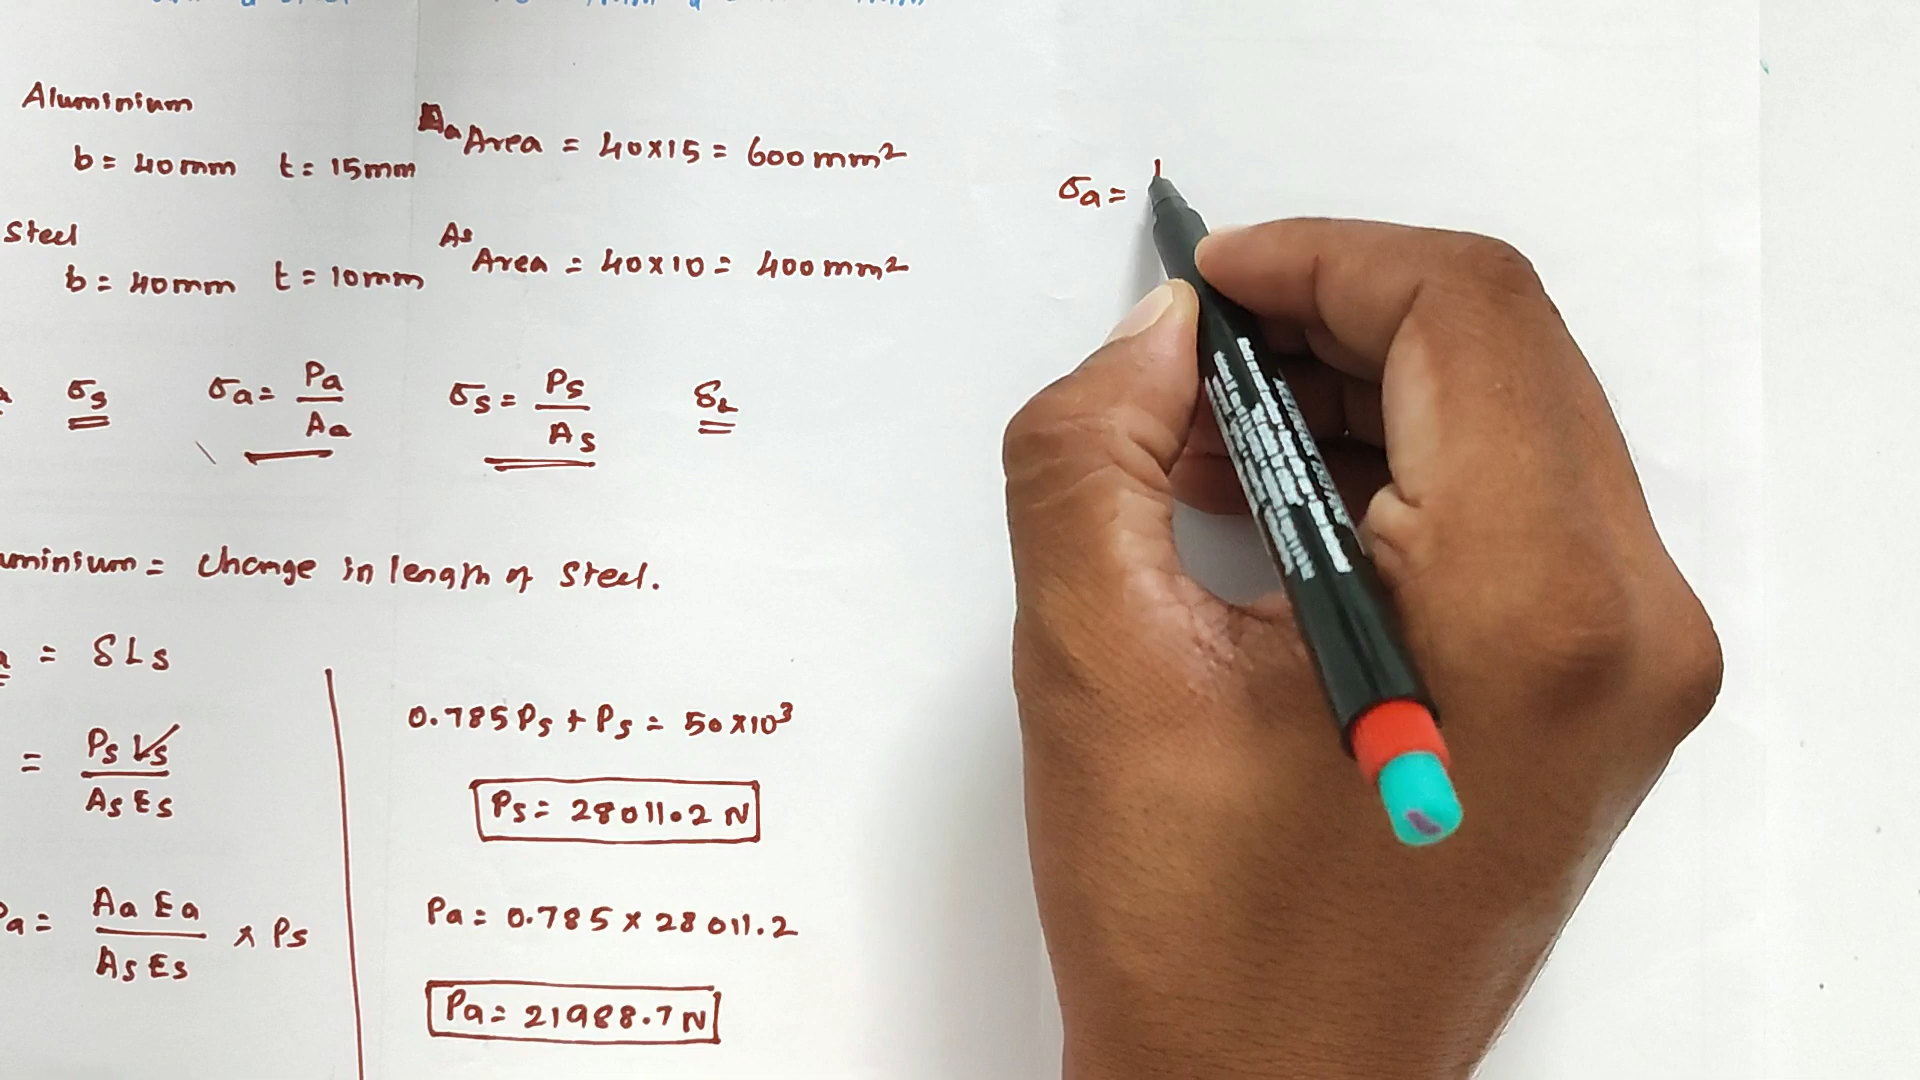 Aluminium
b = 40mm t = 15mm
Aa Area = 40x15 = 600 mm²
Steel
b = 40mm t = 10mm
As Area = 40x10 = 400 mm²
σs
σa = Pa / Aa
σs = Ps / As
δL
uminium = change in length of steel.
a = δLs
= Ps Ls / As Es
Pa = Aa Ea / As Es x Ps
0.785 Ps + Ps = 50x10³
Ps = 28011.2 N
Pa = 0.785 x 28011.2
Pa = 21988.7 N
σa =